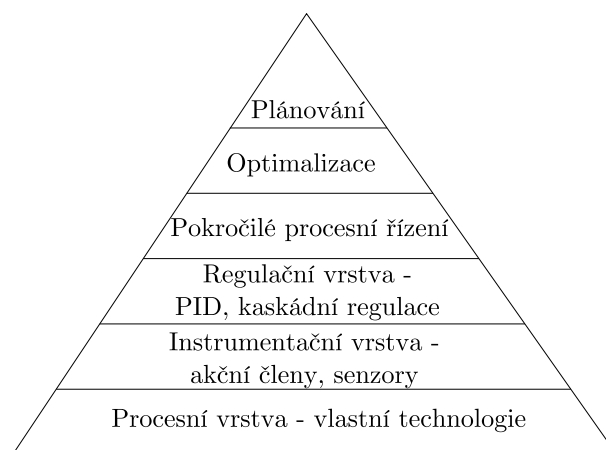 Plánování
Optimalizace
Pokročilé procesní řízení
Regulační vrstva -
PID, kaskádní regulace
Instrumentační vrstva -
akční členy, senzory
Procesní vrstva - vlastní technologie